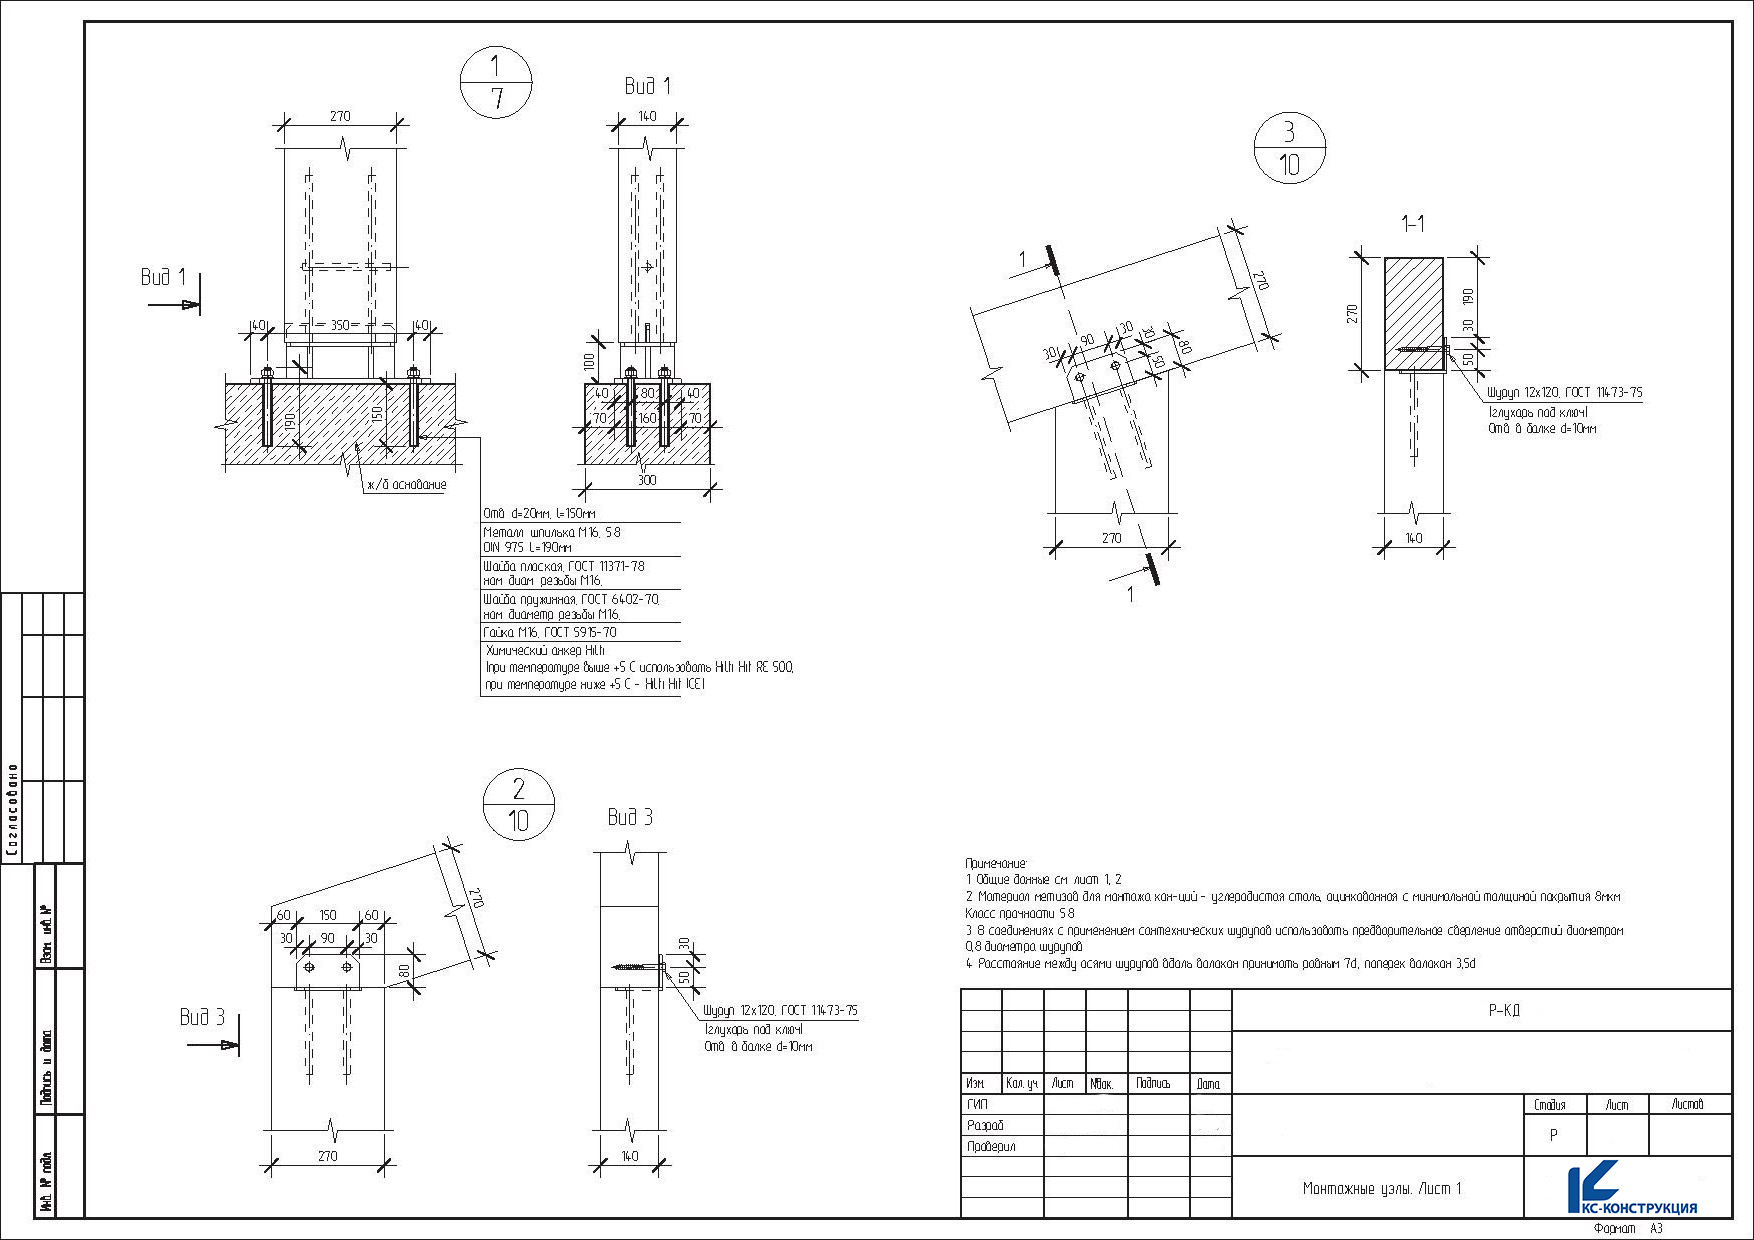 1
7
Вид 1
270
140
Вид 1
40
350
40
100
190
150
40
80
40
70
160
70
300
ж/б основание
Отв. d=20мм, l=150мм
Металл. шпилька М16, 5.8
DIN 975 L=190мм
Шайба плоская, ГОСТ 11371-78
ном. диам. резьбы М16,
Шайба пружинная, ГОСТ 6402-70,
ном. диаметр резьбы М16,
Гайка М16, ГОСТ 5915-70
Химический анкер Hilti
(при температуре выше +5 С использовать Hilti Hit RE 500,
при температуре ниже +5 С - Hilti Hit ICE)
3
10
1-1
1
270
30
90
30
30
50
80
270
1
270
190
30
50
Шуруп 12х120, ГОСТ 11473-75
(глухарь под ключ)
Отв. в балке d=10мм
140
2
10
Вид 3
270
60
150
60
30
90
30
80
Вид 3
270
30
50
Шуруп 12х120, ГОСТ 11473-75
(глухарь под ключ)
Отв. в балке d=10мм
140
Примечание:
1. Общие данные см. лист 1, 2
2. Материал метизов для монтажа кон-ций - углеродистая сталь, оцинкованная с минимальной толщиной покрытия 8мкм.
Класс прочности 5.8
3. В соединениях с применением сантехнических шурупов использовать предварительное сверление отверстий диаметром
0,8 диаметра шурупов
4. Расстояние между осями шурупов вдоль волокон принимать равным 7d, поперек волокон 3,5d
Р-КД
Изм. Кол. уч. Лист №док. Подпись Дата
ГИП
Разраб.
Проверил
Стадия Лист Листов
Р
Монтажные узлы. Лист 1
КС-КОНСТРУКЦИЯ
Формат А3
Согласовано
Взам. инв. №
Подпись и дата
Инв. № подл.